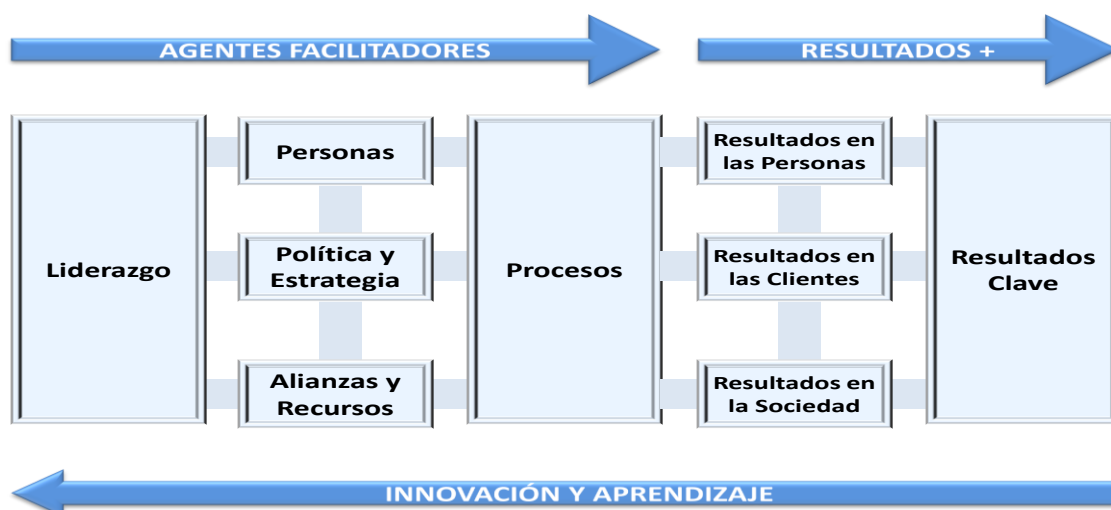 AGENTES FACILITADORES
RESULTADOS +
Liderazgo
Personas
Política y
Estrategia
Alianzas y
Recursos
Procesos
Resultados en
las Personas
Resultados en
las Clientes
Resultados en
la Sociedad
Resultados
Clave
INNOVACIÓN Y APRENDIZAJE